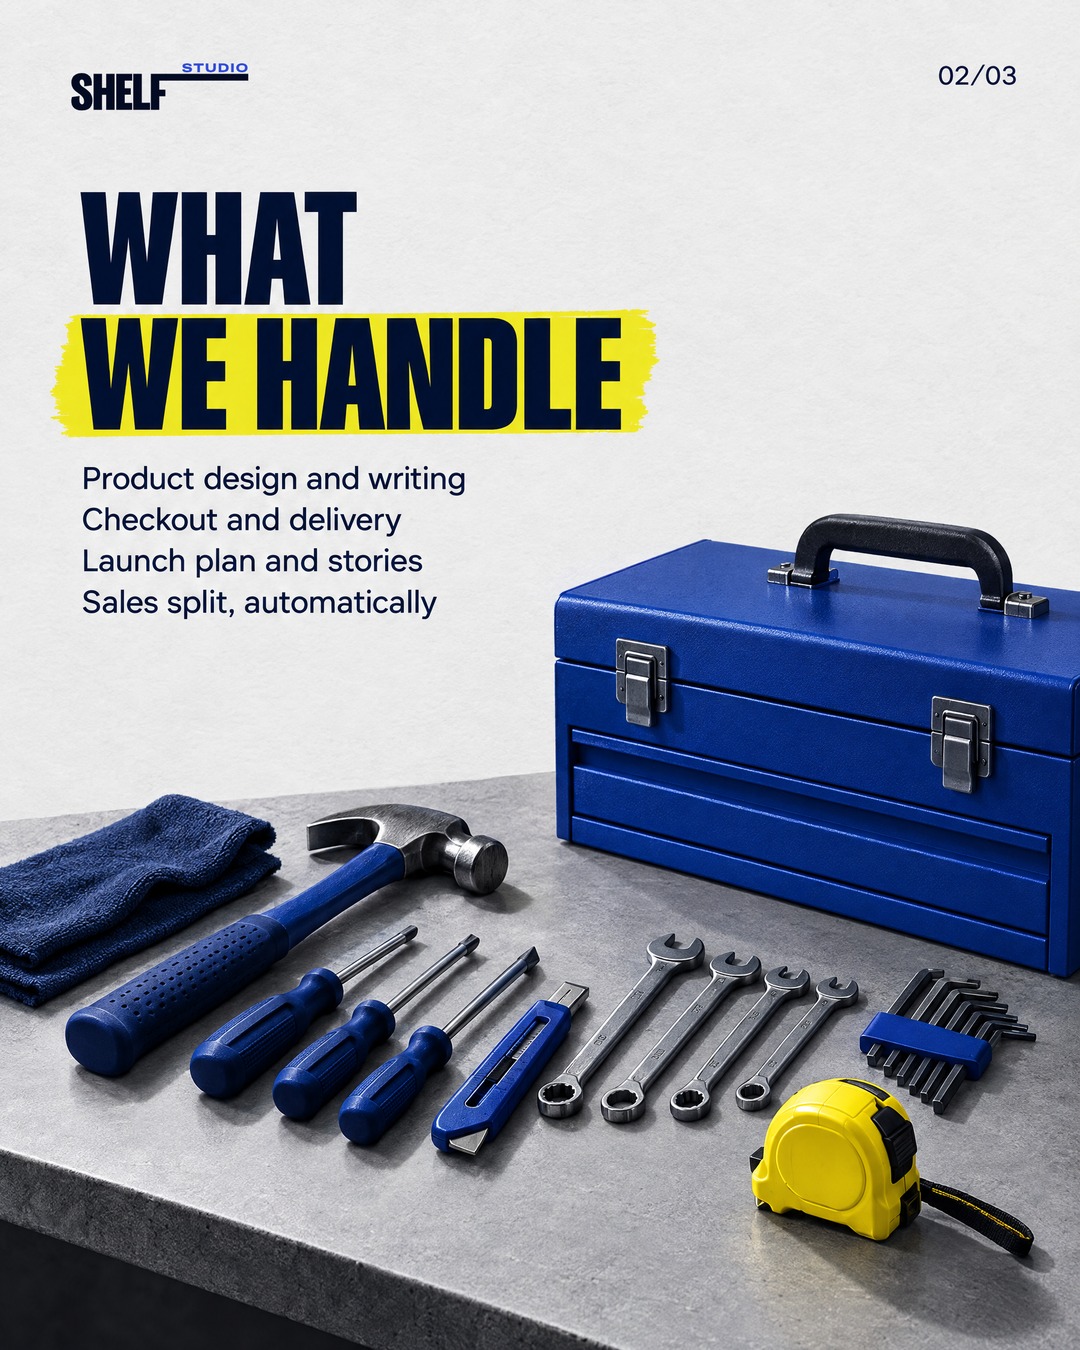 STUDIO
SHELF
02/03
WHAT
WE HANDLE
Product design and writing
Checkout and delivery
Launch plan and stories
Sales split, automatically